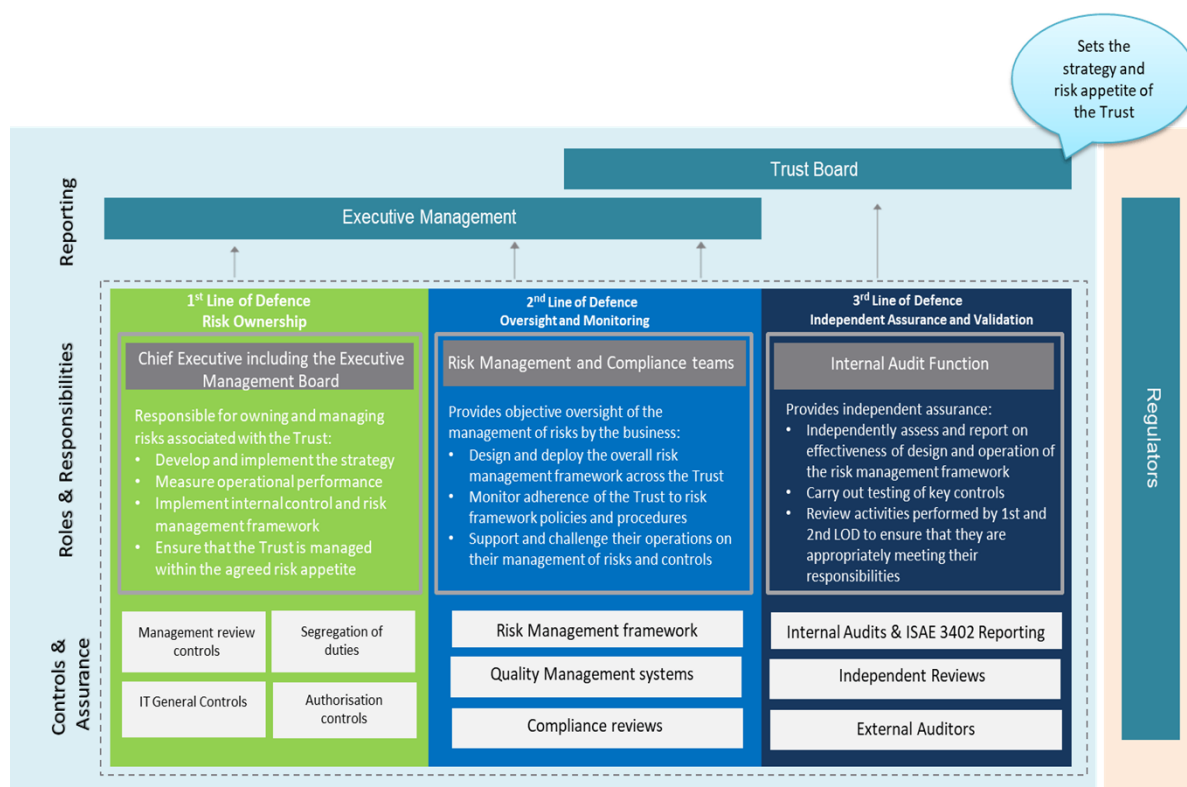 Sets the
strategy and
risk appetite of
the Trust
Reporting
Trust Board
Executive Management
Roles & Responsibilities
1st Line of Defence
Risk Ownership
Chief Executive including the Executive
Management Board
Responsible for owning and managing
risks associated with the Trust:
• Develop and implement the strategy
• Measure operational performance
• Implement internal control and risk
management framework
• Ensure that the Trust is managed
within the agreed risk appetite
2nd Line of Defence
Oversight and Monitoring
Risk Management and Compliance teams
Provides objective oversight of the
management of risks by the business:
• Design and deploy the overall risk
management framework across the Trust
• Monitor adherence of the Trust to risk
framework policies and procedures
• Support and challenge their operations on
their management of risks and controls
3rd Line of Defence
Independent Assurance and Validation
Internal Audit Function
Provides independent assurance:
• Independently assess and report on
effectiveness of design and operation of
the risk management framework
• Carry out testing of key controls
• Review activities performed by 1st and
2nd LOD to ensure that they are
appropriately meeting their
responsibilities
Controls &
Assurance
Management review
controls
Segregation of
duties
IT General Controls
Authorisation
controls
Risk Management framework
Quality Management systems
Compliance reviews
Internal Audits & ISAE 3402 Reporting
Independent Reviews
External Auditors
Regulators